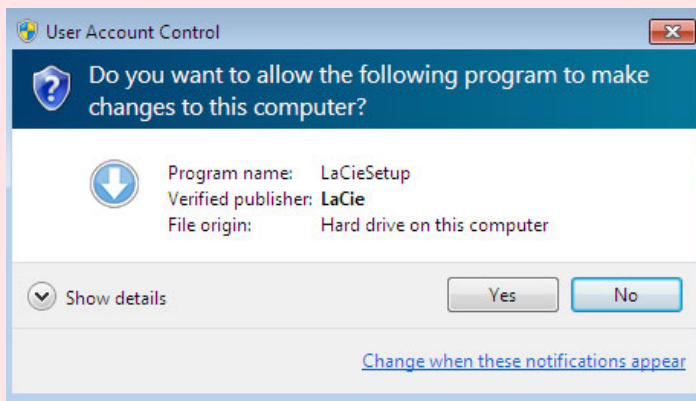 User Account Control
Do you want to allow the following program to make
changes to this computer?
Program name: LaCieSetup
Verified publisher: LaCie
File origin: Hard drive on this computer
Show details
Yes
No
Change when these notifications appear